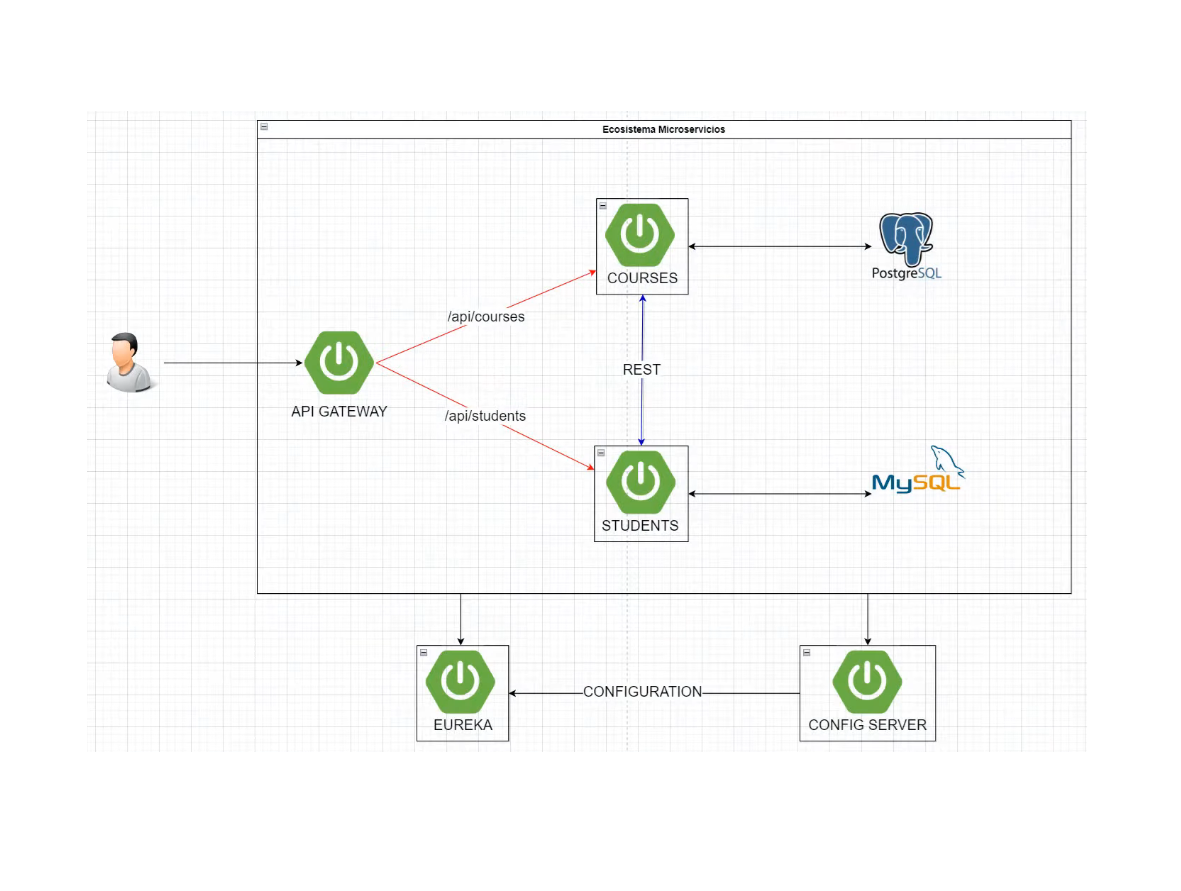 Ecosistema Microservicios
COURSES
PostgreSQL
/api/courses
REST
API GATEWAY
/api/students
MySQL
STUDENTS
CONFIGURATION
EUREKA
CONFIG SERVER